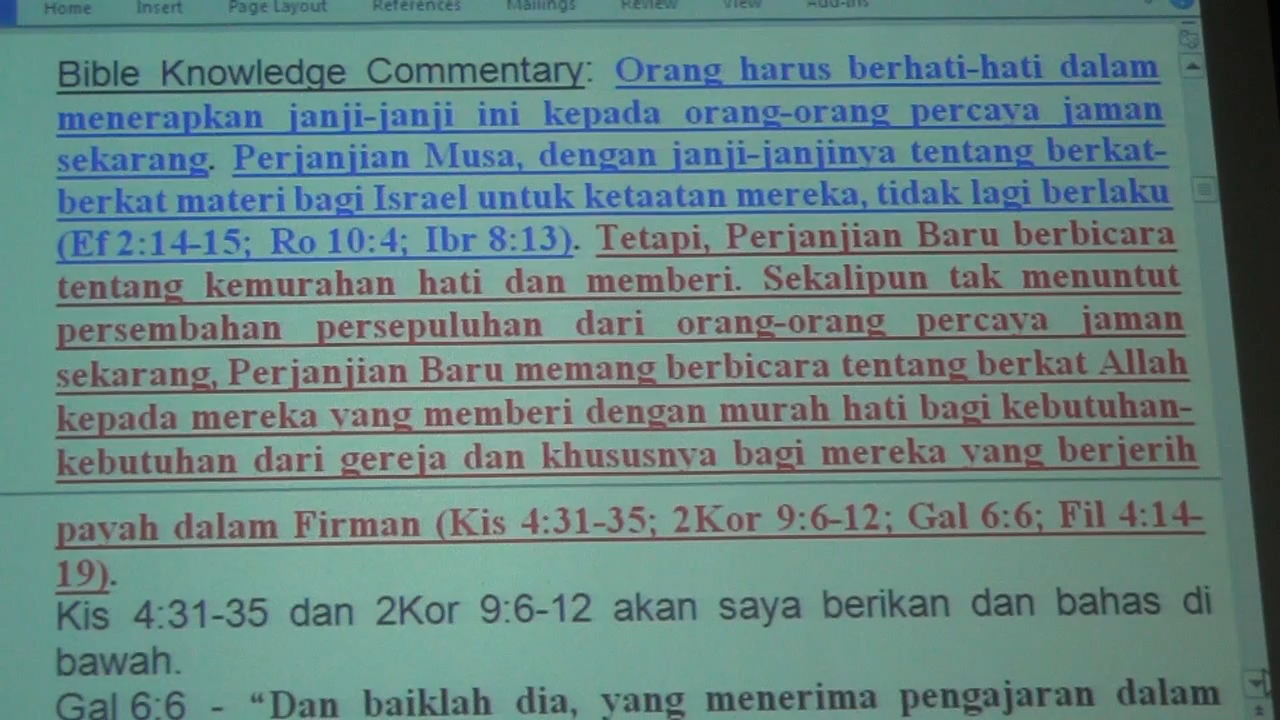 Home Insert Page Layout References Mailings Review View Add-Ins
Bible Knowledge Commentary: Orang harus berhati-hati dalam
menerapkan janji-janji ini kepada orang-orang percaya jaman
sekarang. Perjanjian Musa, dengan janji-janjinya tentang berkat-
berkat materi bagi Israel untuk ketaatan mereka, tidak lagi berlaku
(Ef 2:14-15; Ro 10:4; Ibr 8:13). Tetapi, Perjanjian Baru berbicara
tentang kemurahan hati dan memberi. Sekalipun tak menuntut
persembahan persepuluhan dari orang-orang percaya jaman
sekarang, Perjanjian Baru memang berbicara tentang berkat Allah
kepada mereka yang memberi dengan murah hati bagi kebutuhan-
kebutuhan dari gereja dan khususnya bagi mereka yang berjerih
payah dalam Firman (Kis 4:31-35; 2Kor 9:6-12; Gal 6:6; Fil 4:14-
19).
Kis 4:31-35 dan 2Kor 9:6-12 akan saya berikan dan bahas di
bawah.
Gal 6:6 - “Dan baiklah dia, yang menerima pengajaran dalam